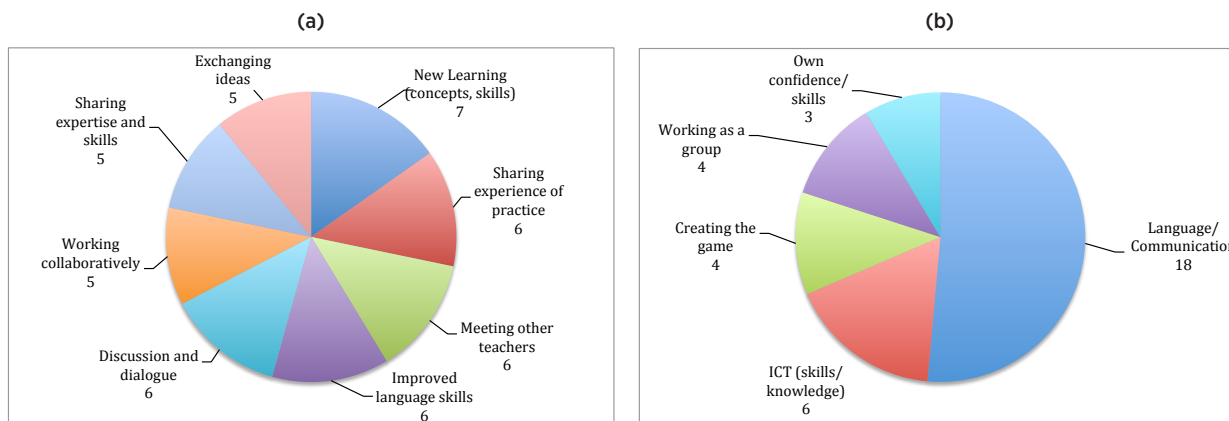 (a)
Exchanging
ideas
5
New Learning
(concepts, skills)
7
Sharing
expertise and
skills
5
Sharing
experience of
practice
6
Working
collaboratively
5
Meeting other
teachers
6
Discussion and
dialogue
6
Improved
language skills
6
(b)
Own
confidence/
skills
3
Working as a
group
4
Creating the
game
4
Language/
Communication
18
ICT (skills/
knowledge)
6